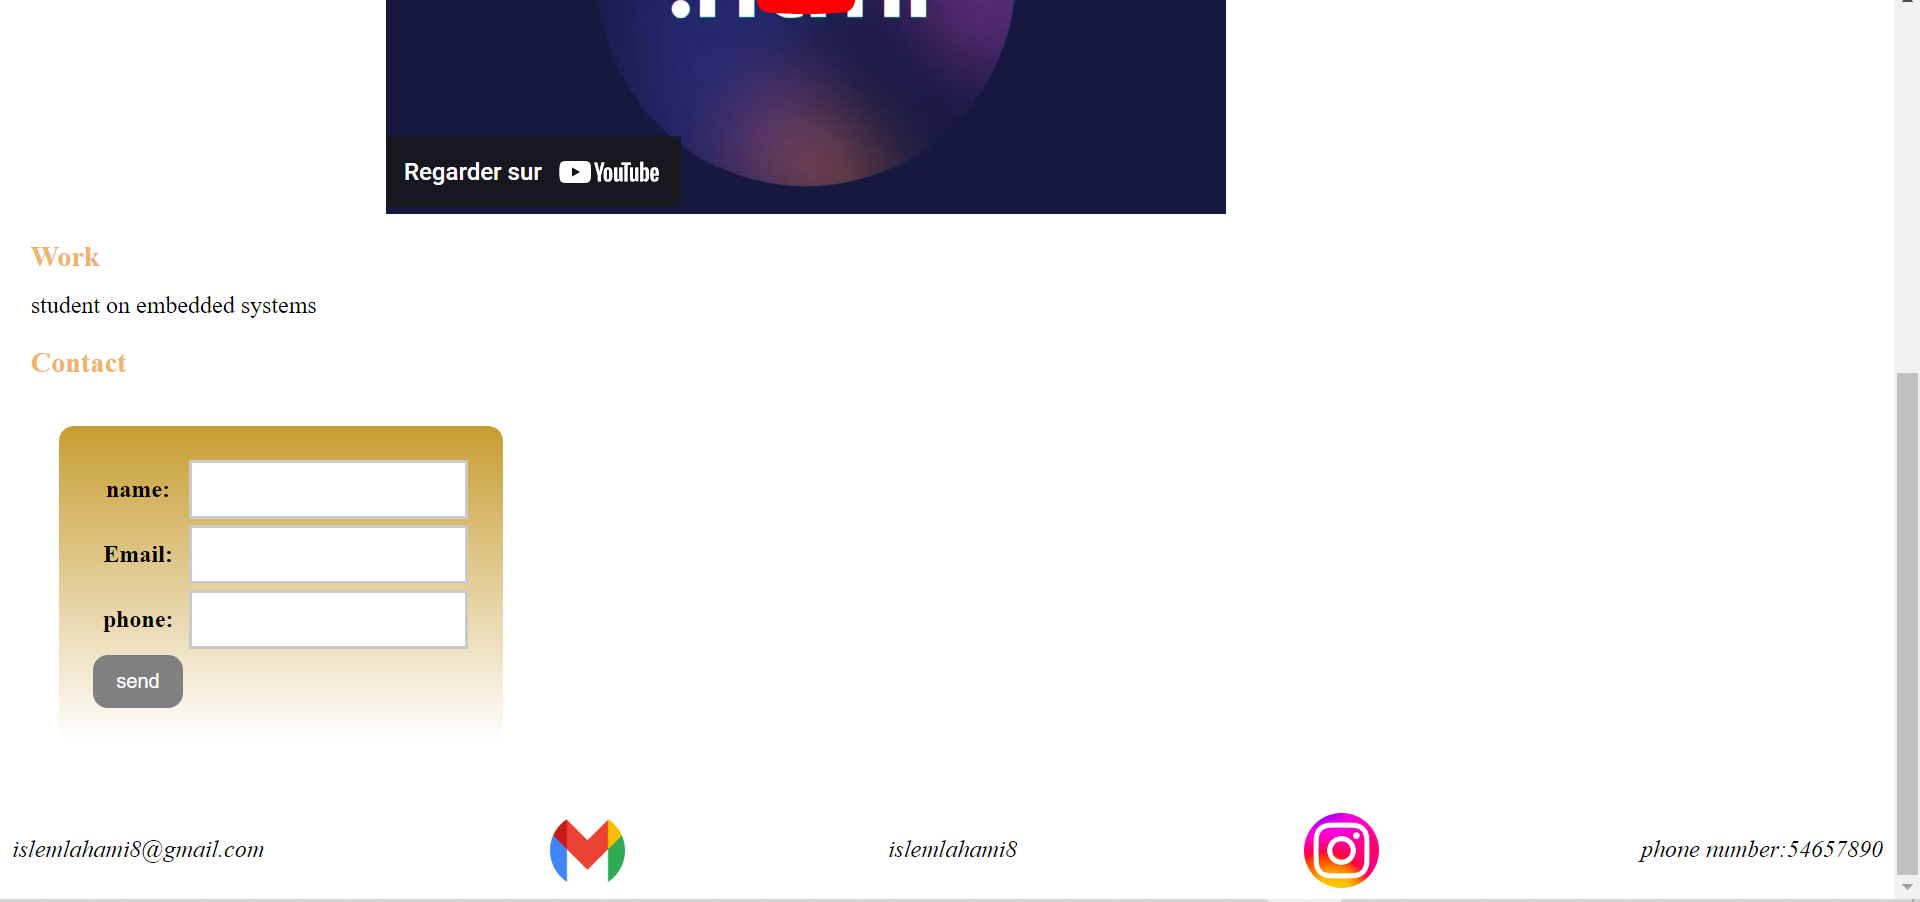 Regarder sur YouTube
Work
student on embedded systems
Contact
name:
Email:
phone:
send
islemlahami8@gmail.com
islemlahami8
phone number:54657890